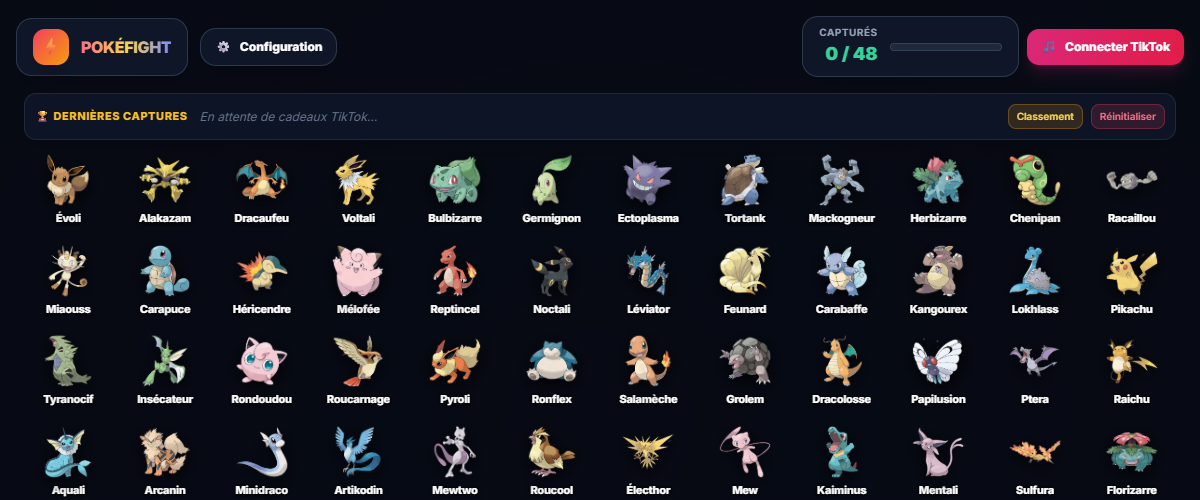 POKÉFIGHT
Configuration
CAPTURÉS
0 / 48
Connecter TikTok
DERNIÈRES CAPTURES
En attente de cadeaux TikTok...
Classement
Réinitialiser
Évoli
Alakazam
Dracaufeu
Voltali
Bulbizarre
Germignon
Ectoplasma
Tortank
Mackogneur
Herbizarre
Chenipan
Racaillou
Miaouss
Carapuce
Héricendre
Mélofée
Reptincel
Noctali
Léviator
Feunard
Carabaffe
Kangourex
Lokhlass
Pikachu
Tyranocif
Insécateur
Rondoudou
Roucarnage
Pyroli
Ronflex
Salamèche
Grolem
Dracolosse
Papilusion
Ptera
Raichu
Aquali
Arcanin
Minidraco
Artikodin
Mewtwo
Roucool
Électhor
Mew
Kaiminus
Mentali
Sulfura
Florizarre